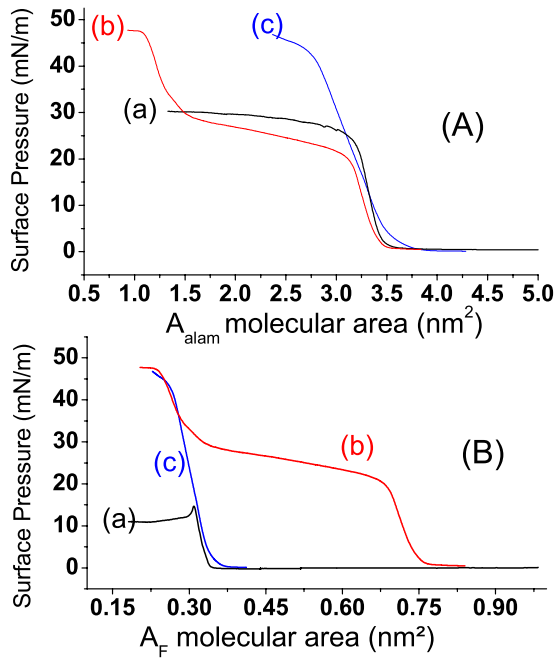 50
40
30
20
10
0
Surface Pressure (mN/m)
(b)
(c)
(a)
(A)
0.5 1.0 1.5 2.0 2.5 3.0 3.5 4.0 4.5 5.0
A_alam molecular area (nm²)
50
40
30
20
10
0
Surface Pressure (mN/m)
(b)
(B)
(c)
(a)
0.15 0.30 0.45 0.60 0.75 0.90
A_F molecular area (nm²)